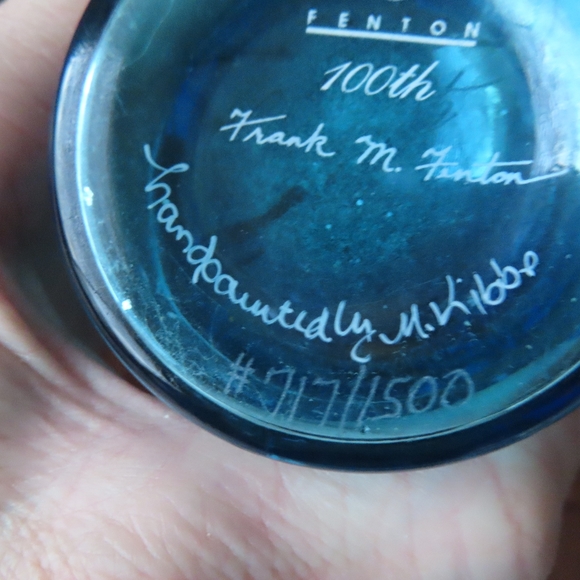 FENTON
100th
Frank M. Fenton
handpainted by M. Kibbe
#717/1500